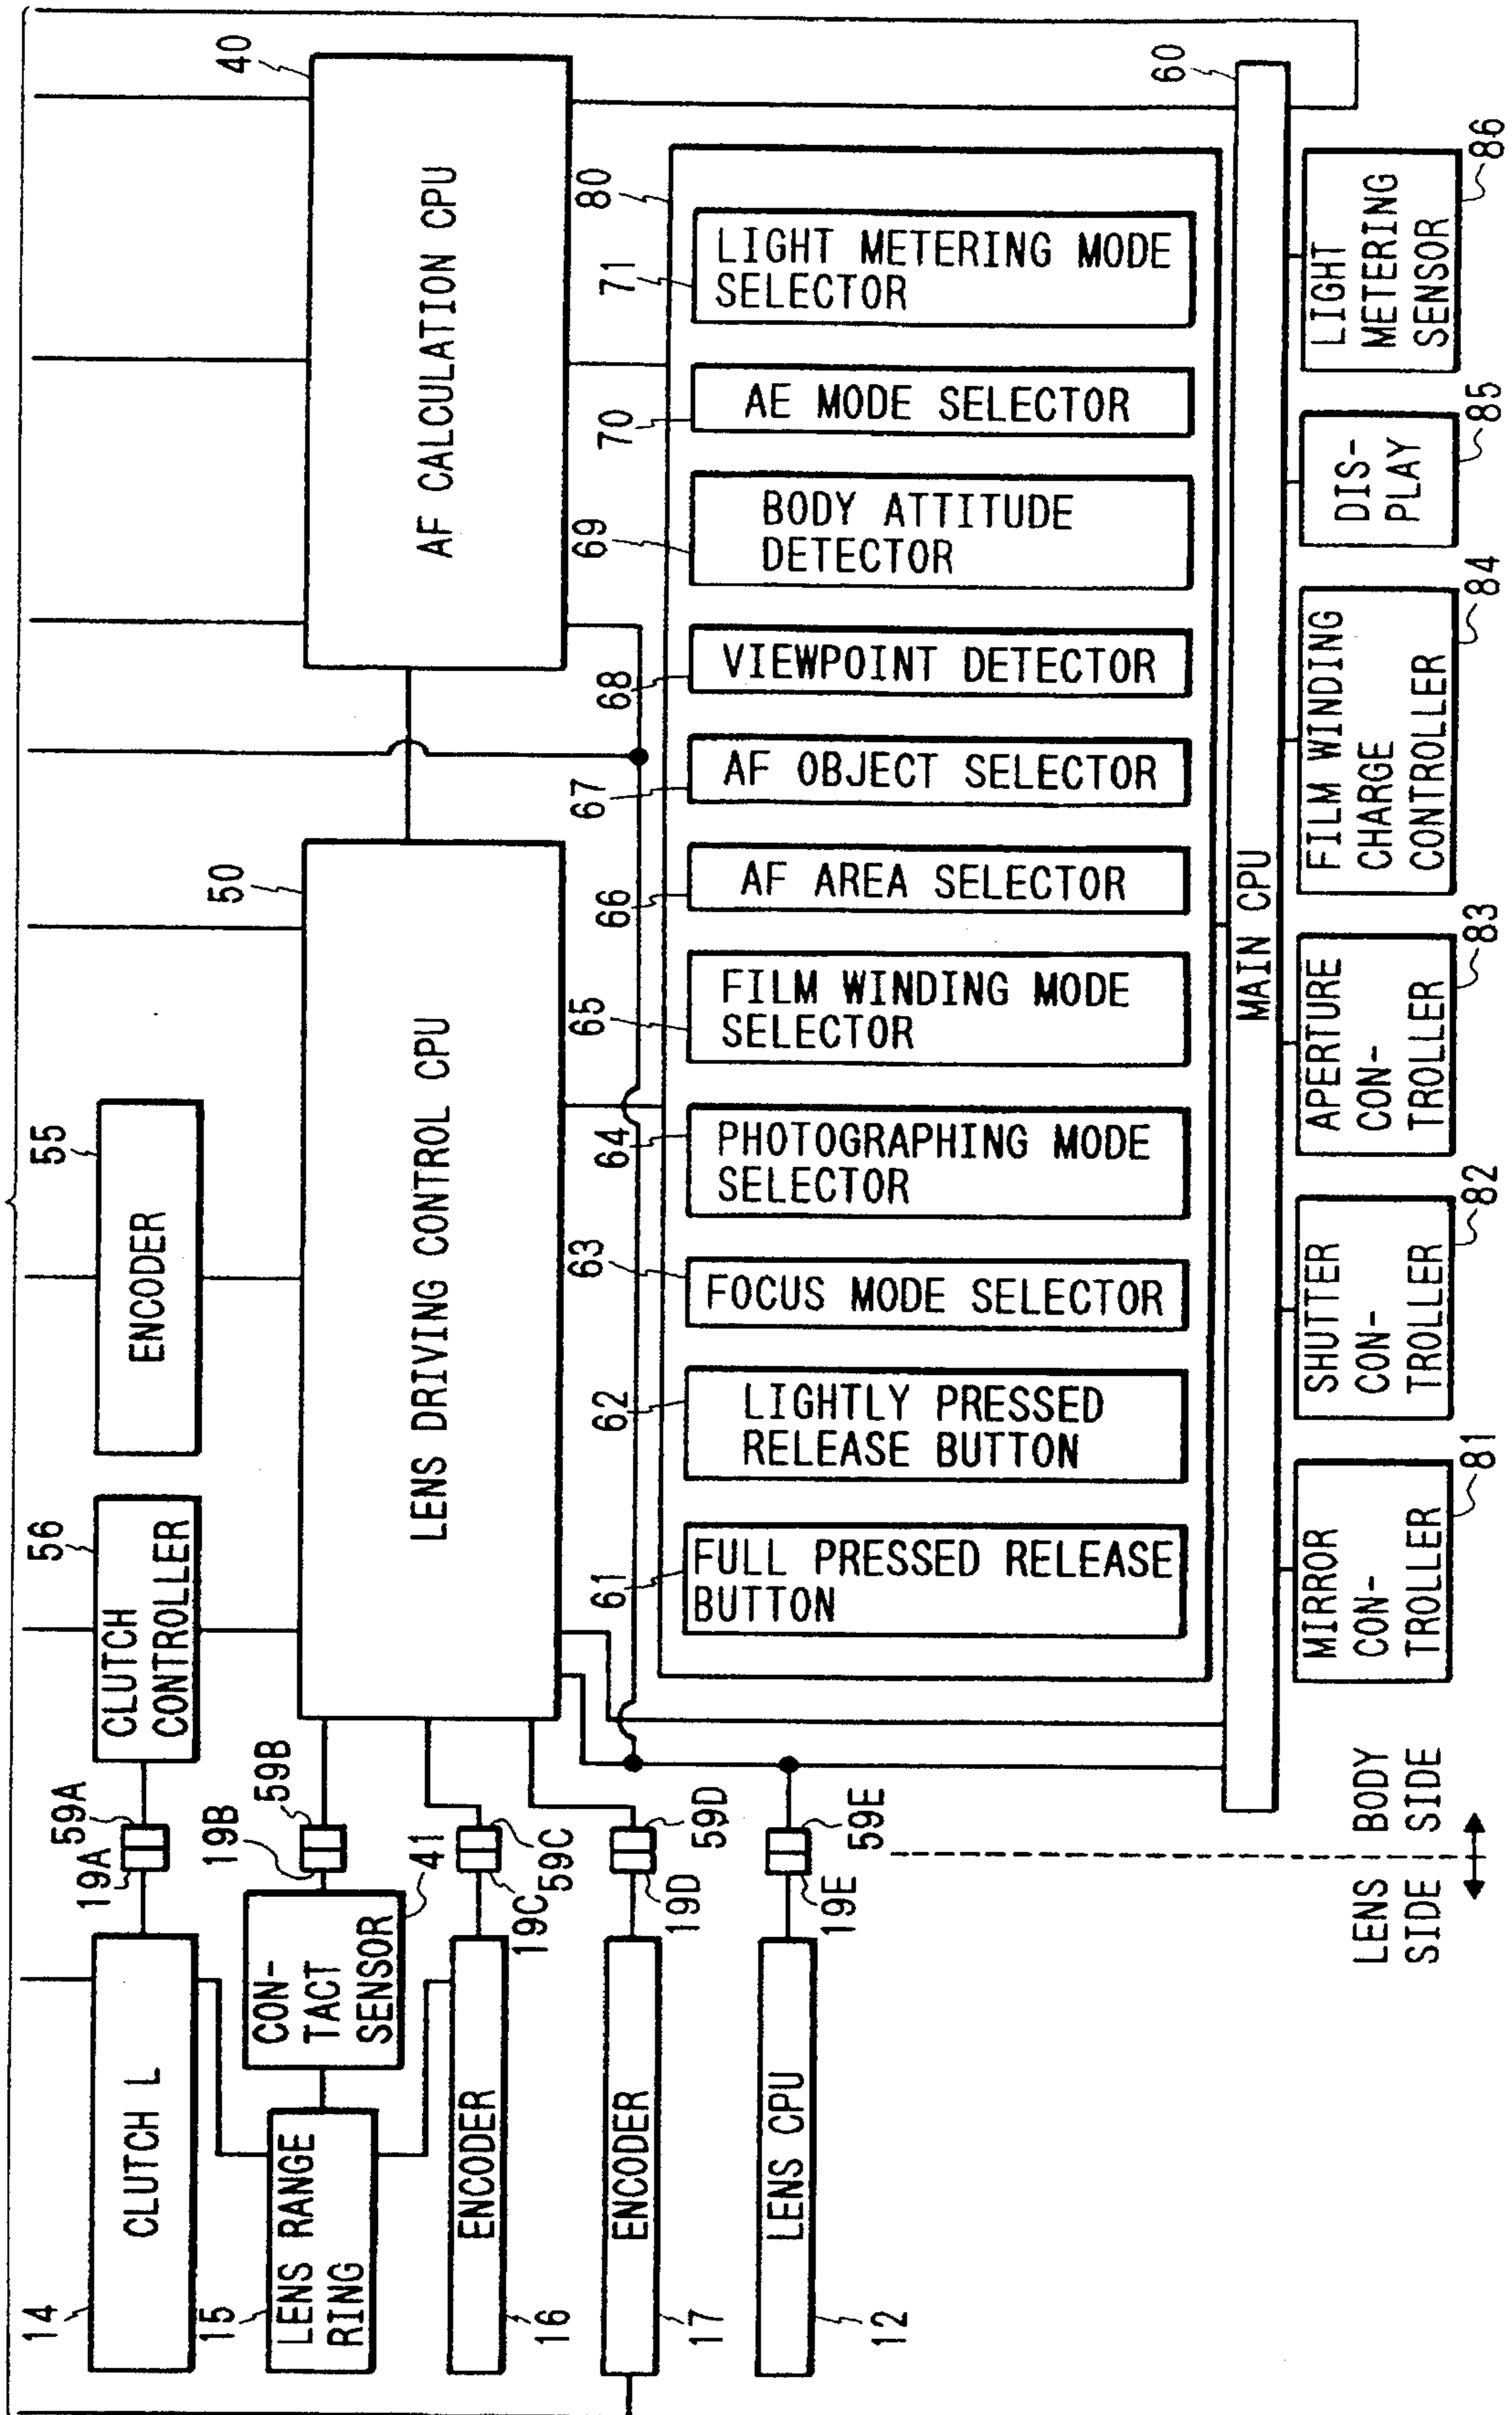 40
AF CALCULATION CPU
50
LENS DRIVING CONTROL CPU
55
ENCODER
56
CLUTCH
CONTROLLER
59A
19A
59B
19B
59C
19C
59D
19D
59E
19E
14
CLUTCH L
15
LENS RANGE
RING
CON-
TACT
SENSOR
41
16
ENCODER
17
ENCODER
12
LENS CPU
80
71
LIGHT METERING MODE
SELECTOR
70
AE MODE SELECTOR
69
BODY ATTITUDE
DETECTOR
68
VIEWPOINT DETECTOR
67
AF OBJECT SELECTOR
66
AF AREA SELECTOR
65
FILM WINDING MODE
SELECTOR
64
PHOTOGRAPHING MODE
SELECTOR
63
FOCUS MODE SELECTOR
62
LIGHTLY PRESSED
RELEASE BUTTON
61
FULL PRESSED RELEASE
BUTTON
60
MAIN CPU
MIRROR
CON-
TROLLER
81
SHUTTER
CON-
TROLLER
82
APERTURE
CON-
TROLLER
83
FILM WINDING
CHARGE
CONTROLLER
84
DIS-
PLAY
85
LIGHT
METERING
SENSOR
86
LENS
SIDE
BODY
SIDE